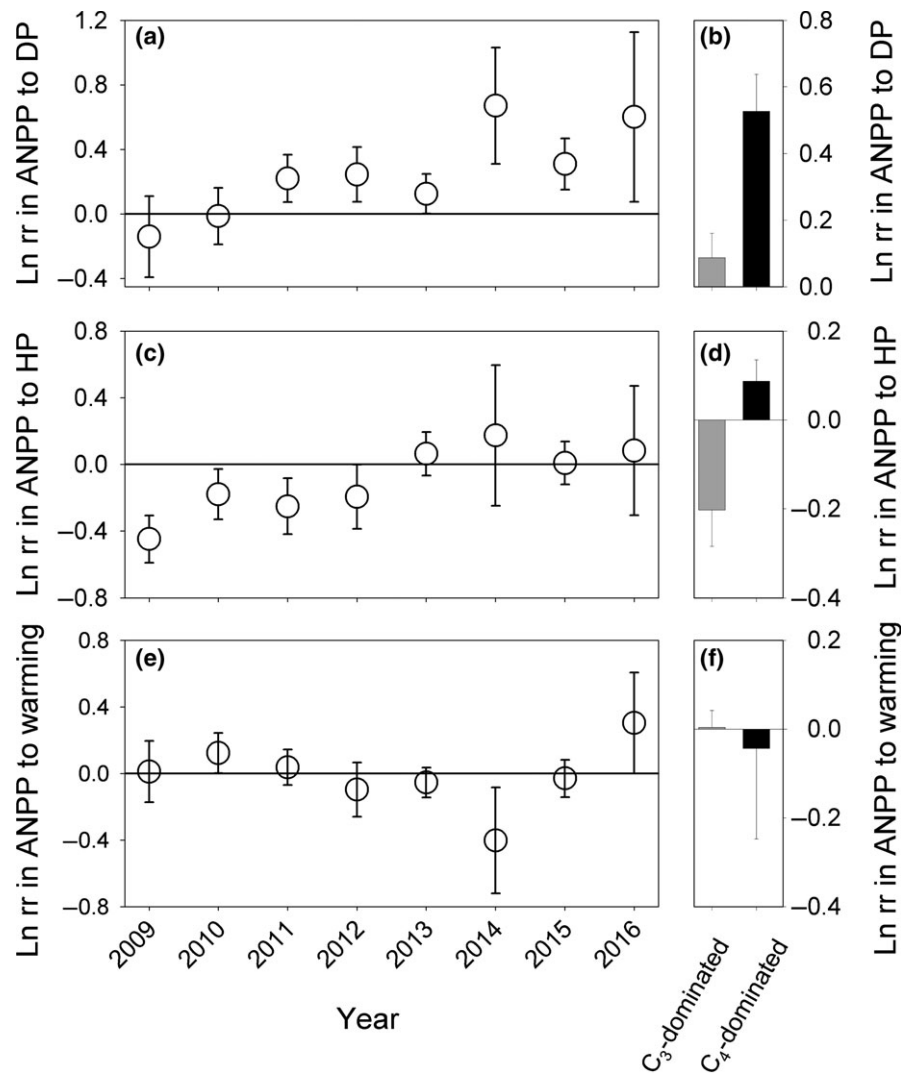 Ln rr in ANPP to DP
1.2
0.8
0.4
0.0
–0.4
(a)
(b)
0.8
0.6
0.4
0.2
0.0
Ln rr in ANPP to DP
Ln rr in ANPP to HP
0.8
0.4
0.0
–0.4
–0.8
(c)
(d)
0.2
0.0
–0.2
–0.4
Ln rr in ANPP to HP
Ln rr in ANPP to warming
0.8
0.4
0.0
–0.4
–0.8
(e)
(f)
0.2
0.0
–0.2
–0.4
Ln rr in ANPP to warming
2009
2010
2011
2012
2013
2014
2015
2016
Year
C₃-dominated
C₄-dominated